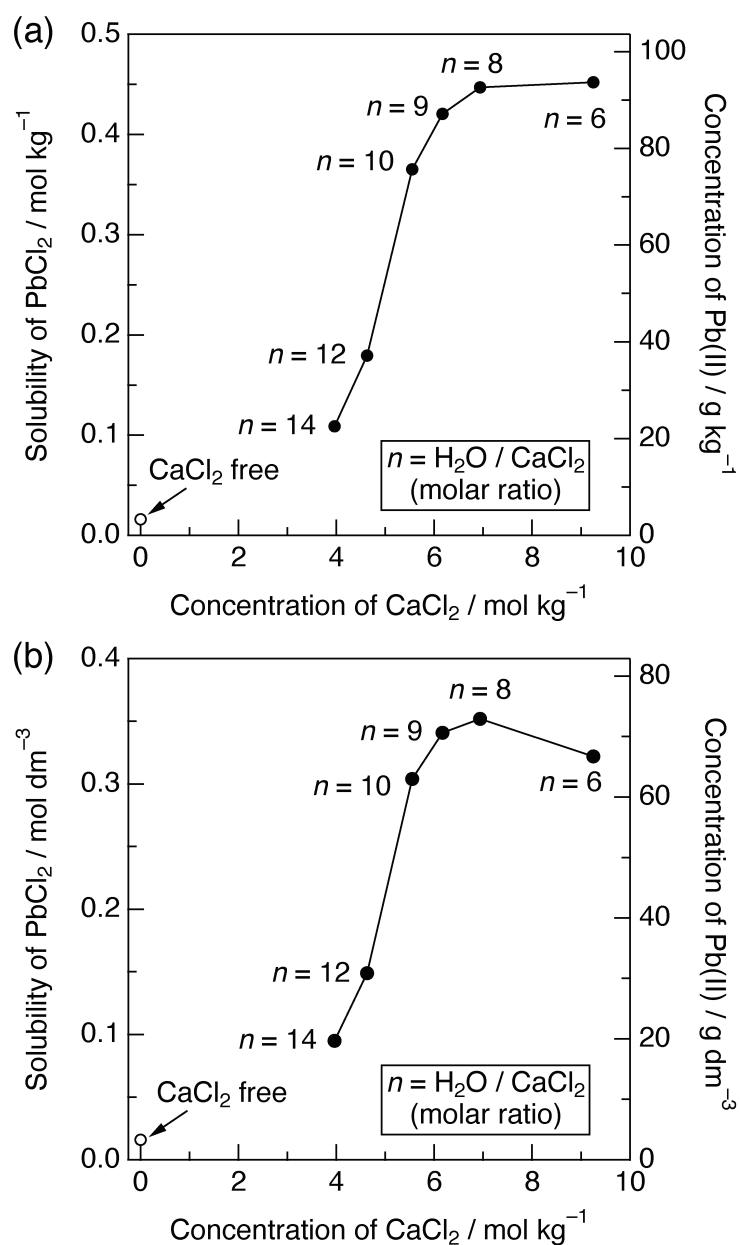 (a)
0.5
0.4
0.3
0.2
0.1
0.0
Solubility of PbCl₂ / mol kg⁻¹
100
80
60
40
20
0
Concentration of Pb(II) / g kg⁻¹
n = 8
n = 9
n = 6
n = 10
n = 12
n = 14
CaCl₂ free
n = H₂O / CaCl₂
(molar ratio)
0 2 4 6 8 10
Concentration of CaCl₂ / mol kg⁻¹
(b)
0.4
0.3
0.2
0.1
0.0
Solubility of PbCl₂ / mol dm⁻³
80
60
40
20
0
Concentration of Pb(II) / g dm⁻³
n = 8
n = 9
n = 10
n = 6
n = 12
n = 14
CaCl₂ free
n = H₂O / CaCl₂
(molar ratio)
0 2 4 6 8 10
Concentration of CaCl₂ / mol kg⁻¹